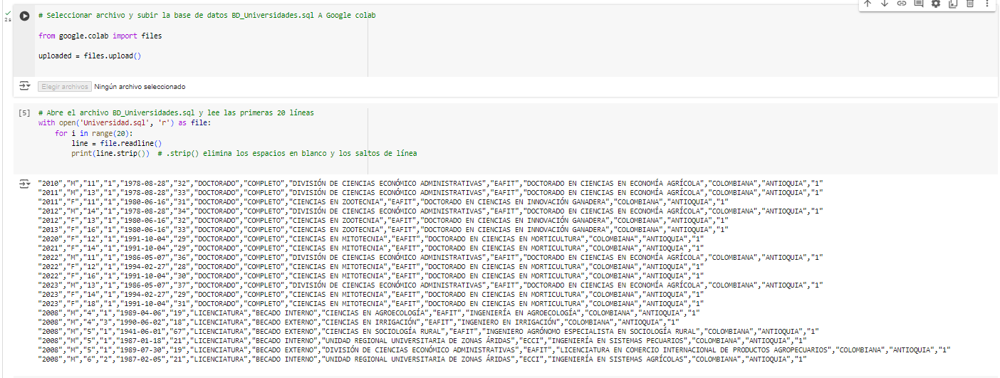 # Seleccionar archivo y subir la base de datos BD_Universidades.sql A Google colab
2 s
from google.colab import files
uploaded = files.upload()
Elegir archivos Ningún archivo seleccionado
[5] # Abre el archivo BD_Universidades.sql y lee las primeras 20 líneas
with open('Universidad.sql', 'r') as file:
for i in range(20):
line = file.readline()
print(line.strip()) # .strip() elimina los espacios en blanco y los saltos de línea
"2010","M","11","1","1978-08-28","32","DOCTORADO","COMPLETO","DIVISIÓN DE CIENCIAS ECONÓMICO ADMINISTRATIVAS","EAFIT","DOCTORADO EN CIENCIAS EN ECONOMÍA AGRÍCOLA","COLOMBIANA","ANTIOQUIA","1"
"2011","M","13","1","1978-08-28","33","DOCTORADO","COMPLETO","DIVISIÓN DE CIENCIAS ECONÓMICO ADMINISTRATIVAS","EAFIT","DOCTORADO EN CIENCIAS EN ECONOMÍA AGRÍCOLA","COLOMBIANA","ANTIOQUIA","1"
"2011","F","11","1","1980-06-16","31","DOCTORADO","COMPLETO","CIENCIAS EN ZOOTECNIA","EAFIT","DOCTORADO EN CIENCIAS EN INNOVACIÓN GANADERA","COLOMBIANA","ANTIOQUIA","1"
"2012","M","14","1","1978-08-28","34","DOCTORADO","COMPLETO","DIVISIÓN DE CIENCIAS ECONÓMICO ADMINISTRATIVAS","EAFIT","DOCTORADO EN CIENCIAS EN ECONOMÍA AGRÍCOLA","COLOMBIANA","ANTIOQUIA","1"
"2012","F","13","1","1980-06-16","32","DOCTORADO","COMPLETO","CIENCIAS EN ZOOTECNIA","EAFIT","DOCTORADO EN CIENCIAS EN INNOVACIÓN GANADERA","COLOMBIANA","ANTIOQUIA","1"
"2013","F","16","1","1980-06-16","33","DOCTORADO","COMPLETO","CIENCIAS EN ZOOTECNIA","EAFIT","DOCTORADO EN CIENCIAS EN INNOVACIÓN GANADERA","COLOMBIANA","ANTIOQUIA","1"
"2020","F","12","1","1991-10-04","29","DOCTORADO","COMPLETO","CIENCIAS EN MITOTECNIA","EAFIT","DOCTORADO EN CIENCIAS EN MORTICULTURA","COLOMBIANA","ANTIOQUIA","1"
"2021","F","14","1","1991-10-04","29","DOCTORADO","COMPLETO","CIENCIAS EN MITOTECNIA","EAFIT","DOCTORADO EN CIENCIAS EN MORTICULTURA","COLOMBIANA","ANTIOQUIA","1"
"2022","M","11","1","1986-05-07","36","DOCTORADO","COMPLETO","DIVISIÓN DE CIENCIAS ECONÓMICO ADMINISTRATIVAS","EAFIT","DOCTORADO EN CIENCIAS EN ECONOMÍA AGRÍCOLA","COLOMBIANA","ANTIOQUIA","1"
"2022","F","12","1","1994-02-27","28","DOCTORADO","COMPLETO","CIENCIAS EN MITOTECNIA","EAFIT","DOCTORADO EN CIENCIAS EN MORTICULTURA","COLOMBIANA","ANTIOQUIA","1"
"2022","F","16","1","1991-10-04","30","DOCTORADO","COMPLETO","CIENCIAS EN MITOTECNIA","EAFIT","DOCTORADO EN CIENCIAS EN MORTICULTURA","COLOMBIANA","ANTIOQUIA","1"
"2023","M","13","1","1986-05-07","37","DOCTORADO","COMPLETO","DIVISIÓN DE CIENCIAS ECONÓMICO ADMINISTRATIVAS","EAFIT","DOCTORADO EN CIENCIAS EN ECONOMÍA AGRÍCOLA","COLOMBIANA","ANTIOQUIA","1"
"2023","F","14","1","1994-02-27","29","DOCTORADO","COMPLETO","CIENCIAS EN MITOTECNIA","EAFIT","DOCTORADO EN CIENCIAS EN MORTICULTURA","COLOMBIANA","ANTIOQUIA","1"
"2023","F","18","1","1991-10-04","31","DOCTORADO","COMPLETO","CIENCIAS EN MITOTECNIA","EAFIT","DOCTORADO EN CIENCIAS EN MORTICULTURA","COLOMBIANA","ANTIOQUIA","1"
"2008","M","4","1","1989-04-06","19","LICENCIATURA","BECADO INTERNO","CIENCIAS EN AGROECOLOGÍA","EAFIT","INGENIERÍA EN AGROECOLOGÍA","COLOMBIANA","ANTIOQUIA","1"
"2008","M","4","3","1990-06-02","18","LICENCIATURA","BECADO EXTERNO","CIENCIAS EN IRRIGACIÓN","EAFIT","INGENIERO EN IRRIGACIÓN","COLOMBIANA","ANTIOQUIA","1"
"2008","M","5","1","1941-06-01","67","LICENCIATURA","BECADO EXTERNO","CIENCIAS EN SOCIOLOGÍA RURAL","EAFIT","INGENIERO AGRÓNOMO ESPECIALISTA EN SOCIOLOGÍA RURAL","COLOMBIANA","ANTIOQUIA","1"
"2008","M","5","1","1987-01-18","21","LICENCIATURA","BECADO INTERNO","UNIDAD REGIONAL UNIVERSITARIA DE ZONAS ÁRIDAS","ECCI","INGENIERÍA EN SISTEMAS PECUARIOS","COLOMBIANA","ANTIOQUIA","1"
"2008","M","5","1","1989-07-30","19","LICENCIATURA","BECADO EXTERNO","DIVISIÓN DE CIENCIAS ECONÓMICO ADMINISTRATIVAS","EAFIT","LICENCIATURA EN COMERCIO INTERNACIONAL DE PRODUCTOS AGROPECUARIOS","COLOMBIANA","ANTIOQUIA","1"
"2008","M","6","2","1987-02-05","21","LICENCIATURA","BECADO INTERNO","UNIDAD REGIONAL UNIVERSITARIA DE ZONAS ÁRIDAS","ECCI","INGENIERÍA EN SISTEMAS AGRÍCOLAS","COLOMBIANA","ANTIOQUIA","1"